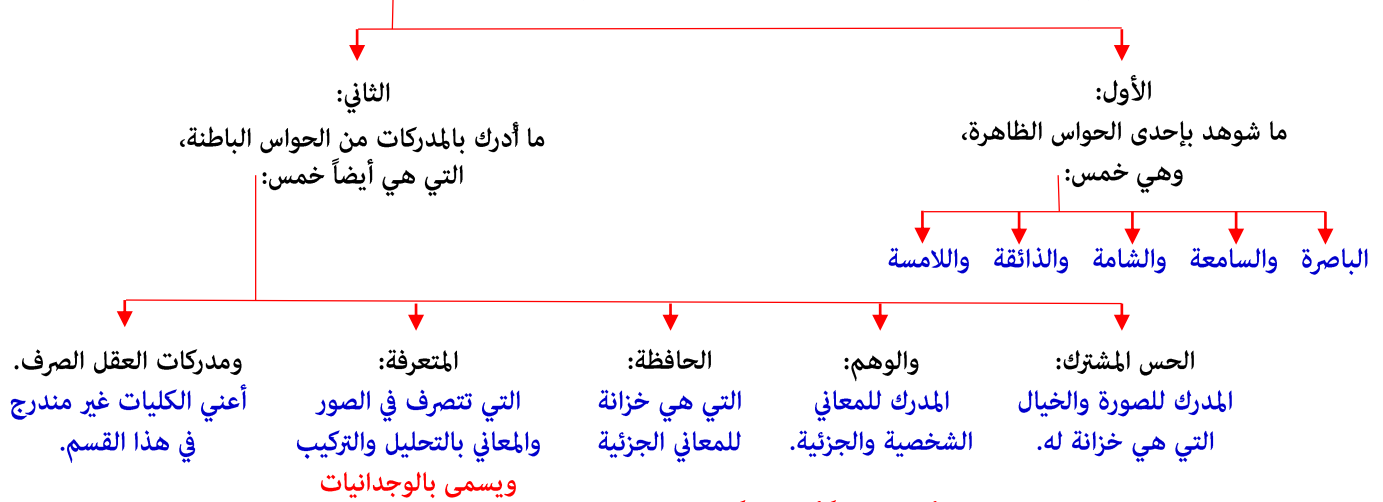 الأول:
ما شوهد بإحدى الحواس الظاهرة،
وهي خمس:
الباصرة والسامعة والشامة والذائقة واللامسة
الثاني:
ما أُدرك بالمدركات من الحواس الباطنة،
التي هي أيضاً خمس:
الحس المشترك:
المدرك للصورة والخيال
التي هي خزانة له.
والوهم:
المدرك للمعاني
الشخصية والجزئية.
الحافظة:
التي هي خزانة
للمعاني الجزئية
المتعرفة:
التي تتصرف في الصور
والمعاني بالتحليل والتركيب
ويسمى بالوجدانيات
ومدركات العقل الصرف.
أعني الكليات غير مندرج
في هذا القسم.